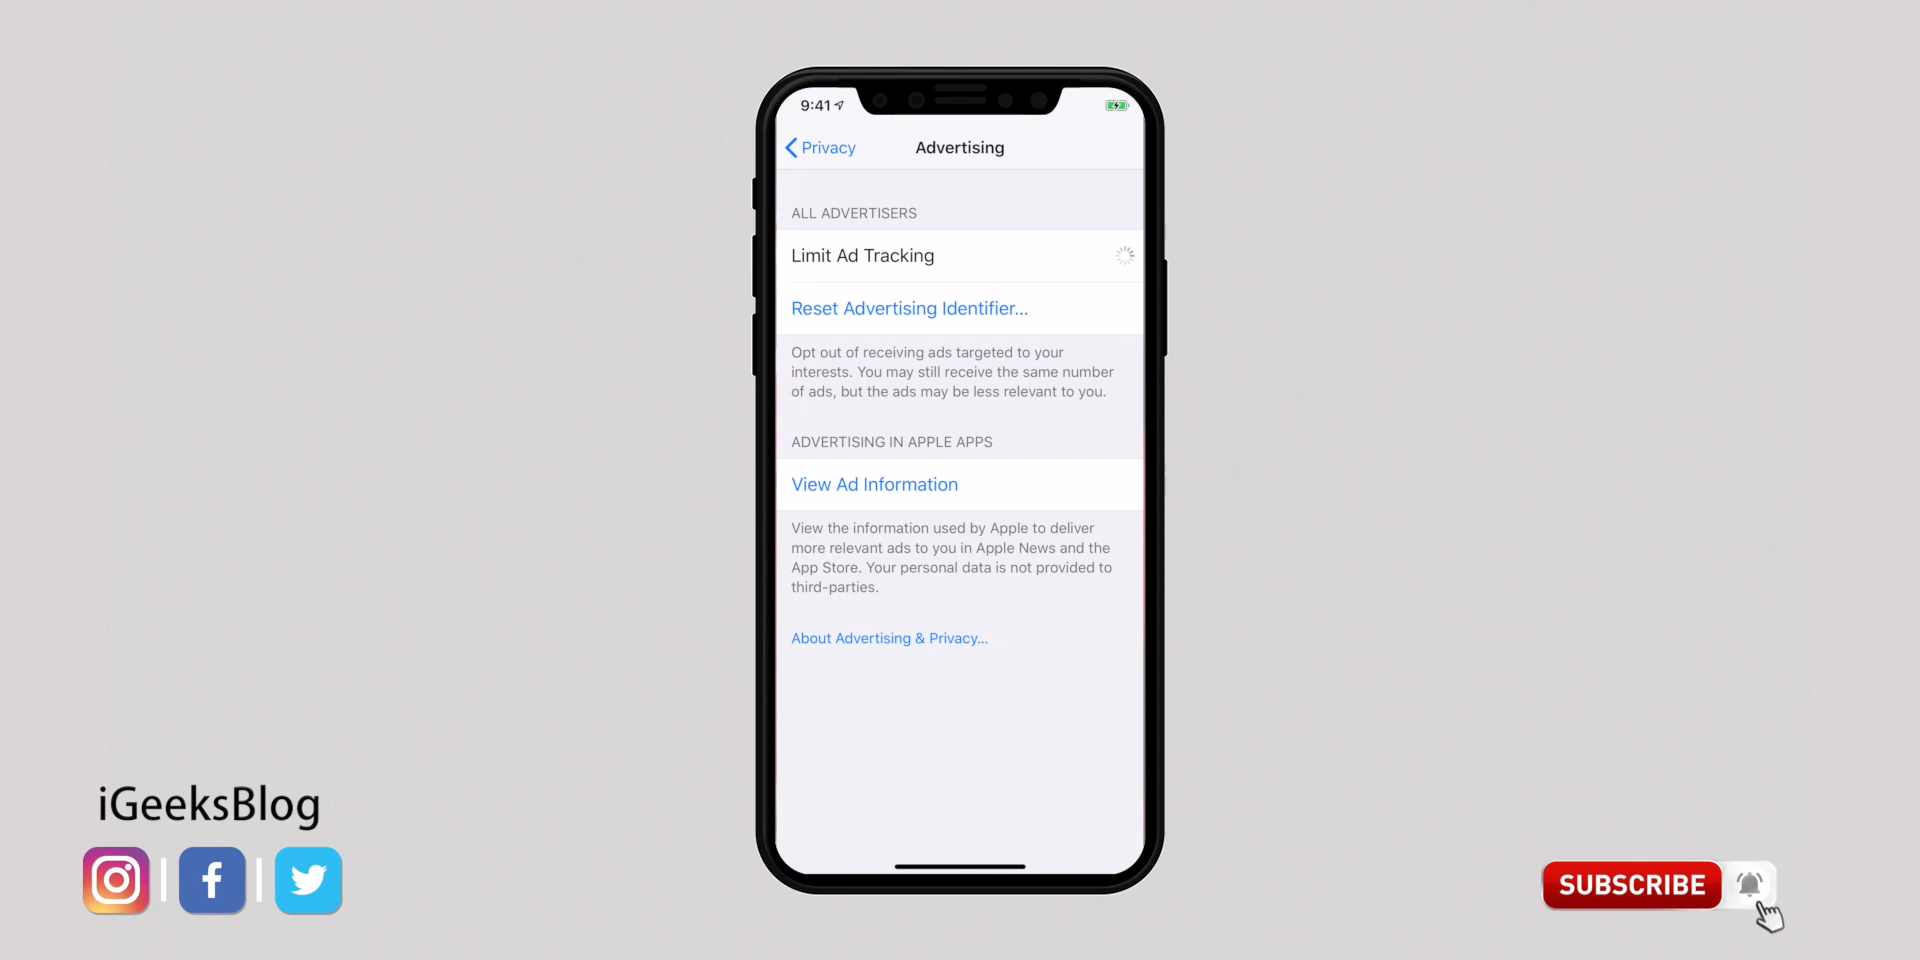 9:41
Privacy
Advertising
ALL ADVERTISERS
Limit Ad Tracking
Reset Advertising Identifier...
Opt out of receiving ads targeted to your
interests. You may still receive the same number
of ads, but the ads may be less relevant to you.
ADVERTISING IN APPLE APPS
View Ad Information
View the information used by Apple to deliver
more relevant ads to you in Apple News and the
App Store. Your personal data is not provided to
third-parties.
About Advertising & Privacy...
iGeeksBlog
SUBSCRIBE